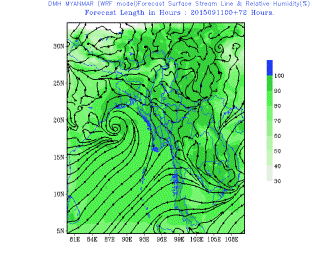 DMH MYANMAR (WRF model)Forecast Surface Stream Line & Relative Humidity(%)
Forecast Length in Hours : 2015091100+72 Hours.
30N
25N
20N
15N
10N
5N
81E 84E 87E 90E 93E 96E 99E 102E 105E 108E
100
90
80
70
60
50
40
30